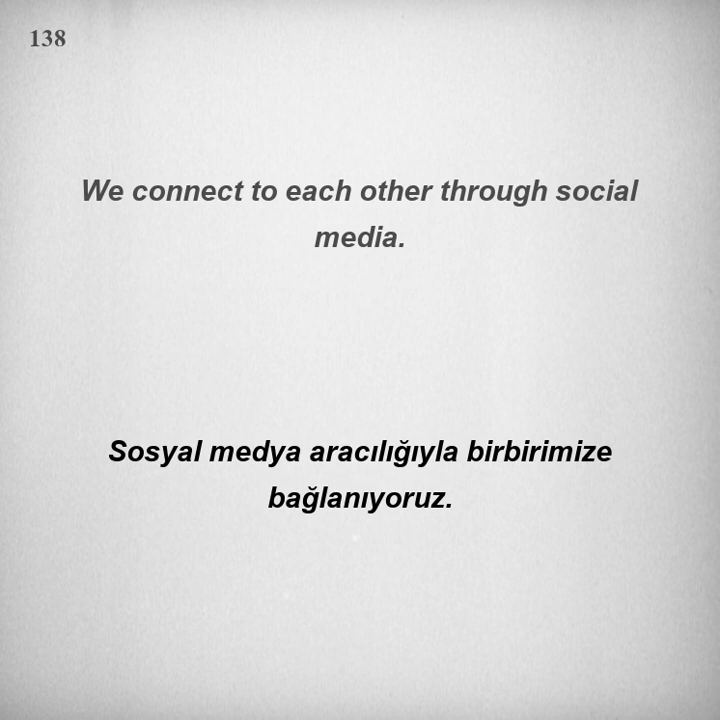 138
We connect to each other through social
media.
Sosyal medya aracılığıyla birbirimize
bağlanıyoruz.